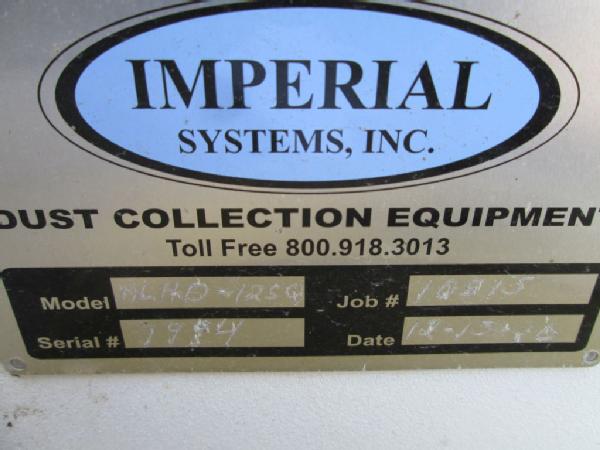 IMPERIAL
SYSTEMS, INC.
DUST COLLECTION EQUIPMENT
Toll Free 800.918.3013
Model Job #
Serial # Date